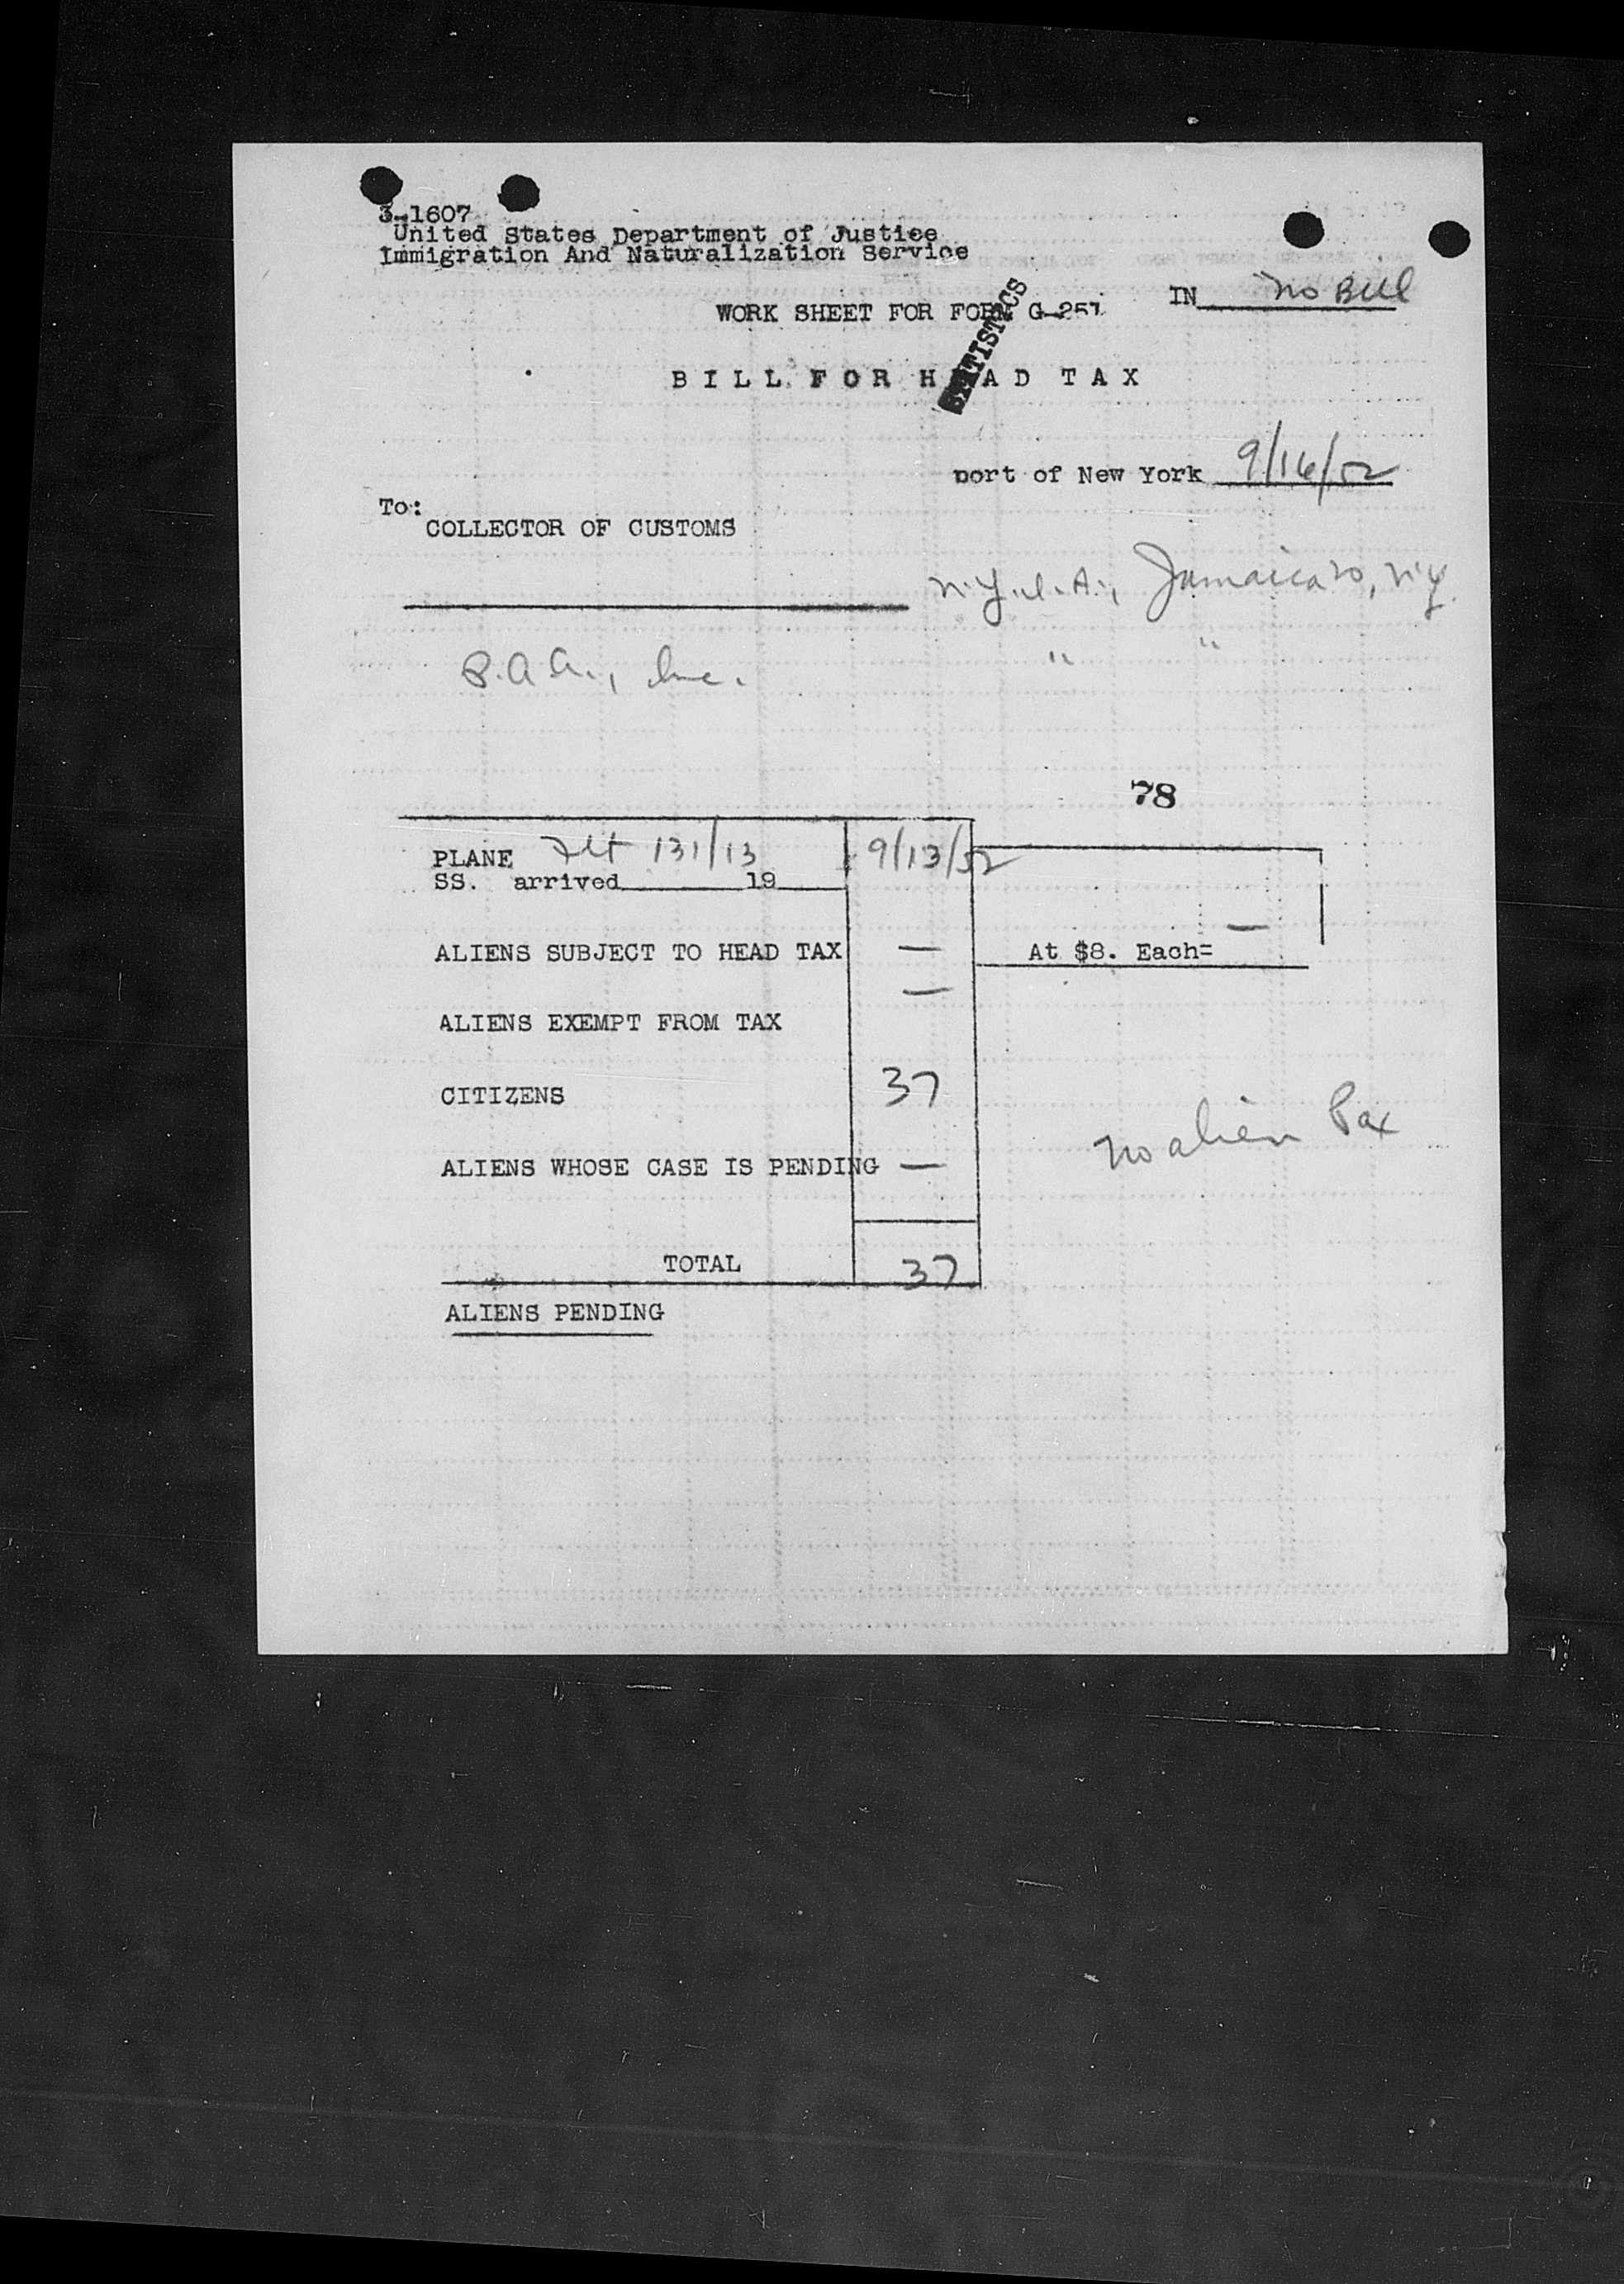 3-1607
United States Department of Justice
Immigration And Naturalization Service
IN No Bill
WORK SHEET FOR FORM G-251
STATISTICS
BILL FOR HEAD TAX
port of New York 9/16/52
To:
COLLECTOR OF CUSTOMS
N.Y.I.A., Jamaica 20, N.Y.
P.A.A., Inc. " "
78
PLANE Flt 131/13 9/13/52
SS. arrived 19
ALIENS SUBJECT TO HEAD TAX — At $8. Each= —
—
ALIENS EXEMPT FROM TAX
CITIZENS 37
No alien Pax
ALIENS WHOSE CASE IS PENDING —
TOTAL 37
ALIENS PENDING